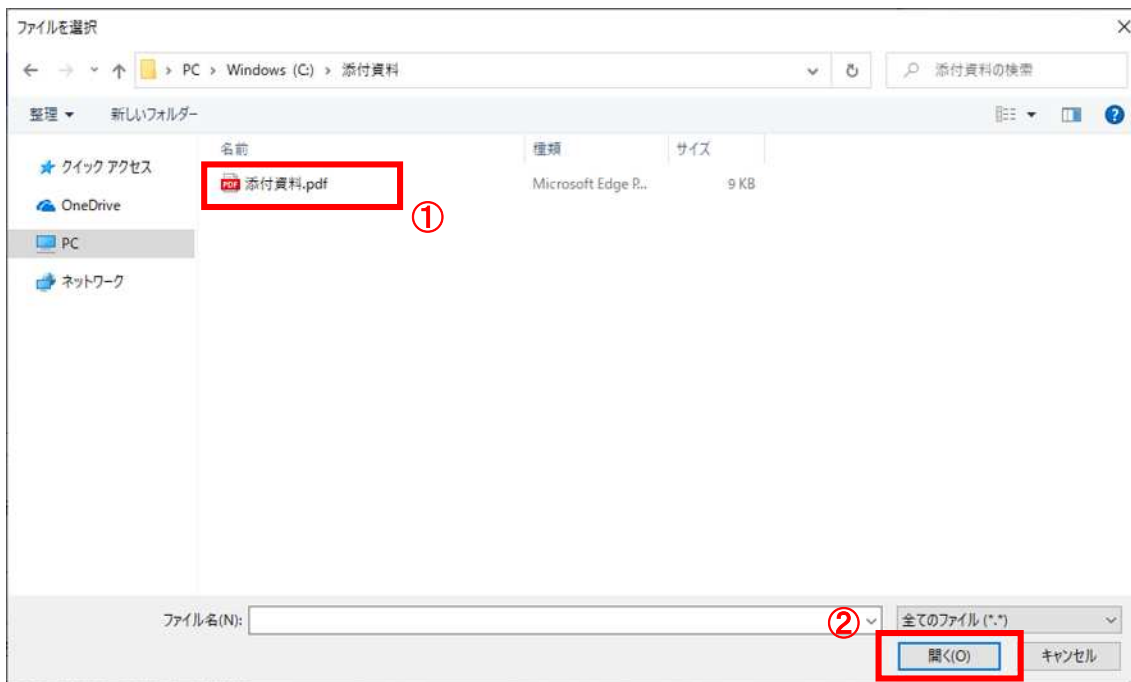 ファイルを選択
PC › Windows (C:) › 添付資料
添付資料の検索
整理 新しいフォルダー
名前 種類 サイズ
クイック アクセス
添付資料.pdf Microsoft Edge P... 9 KB
①
OneDrive
PC
ネットワーク
ファイル名(N):
②
全てのファイル (*.*)
開く(O) キャンセル